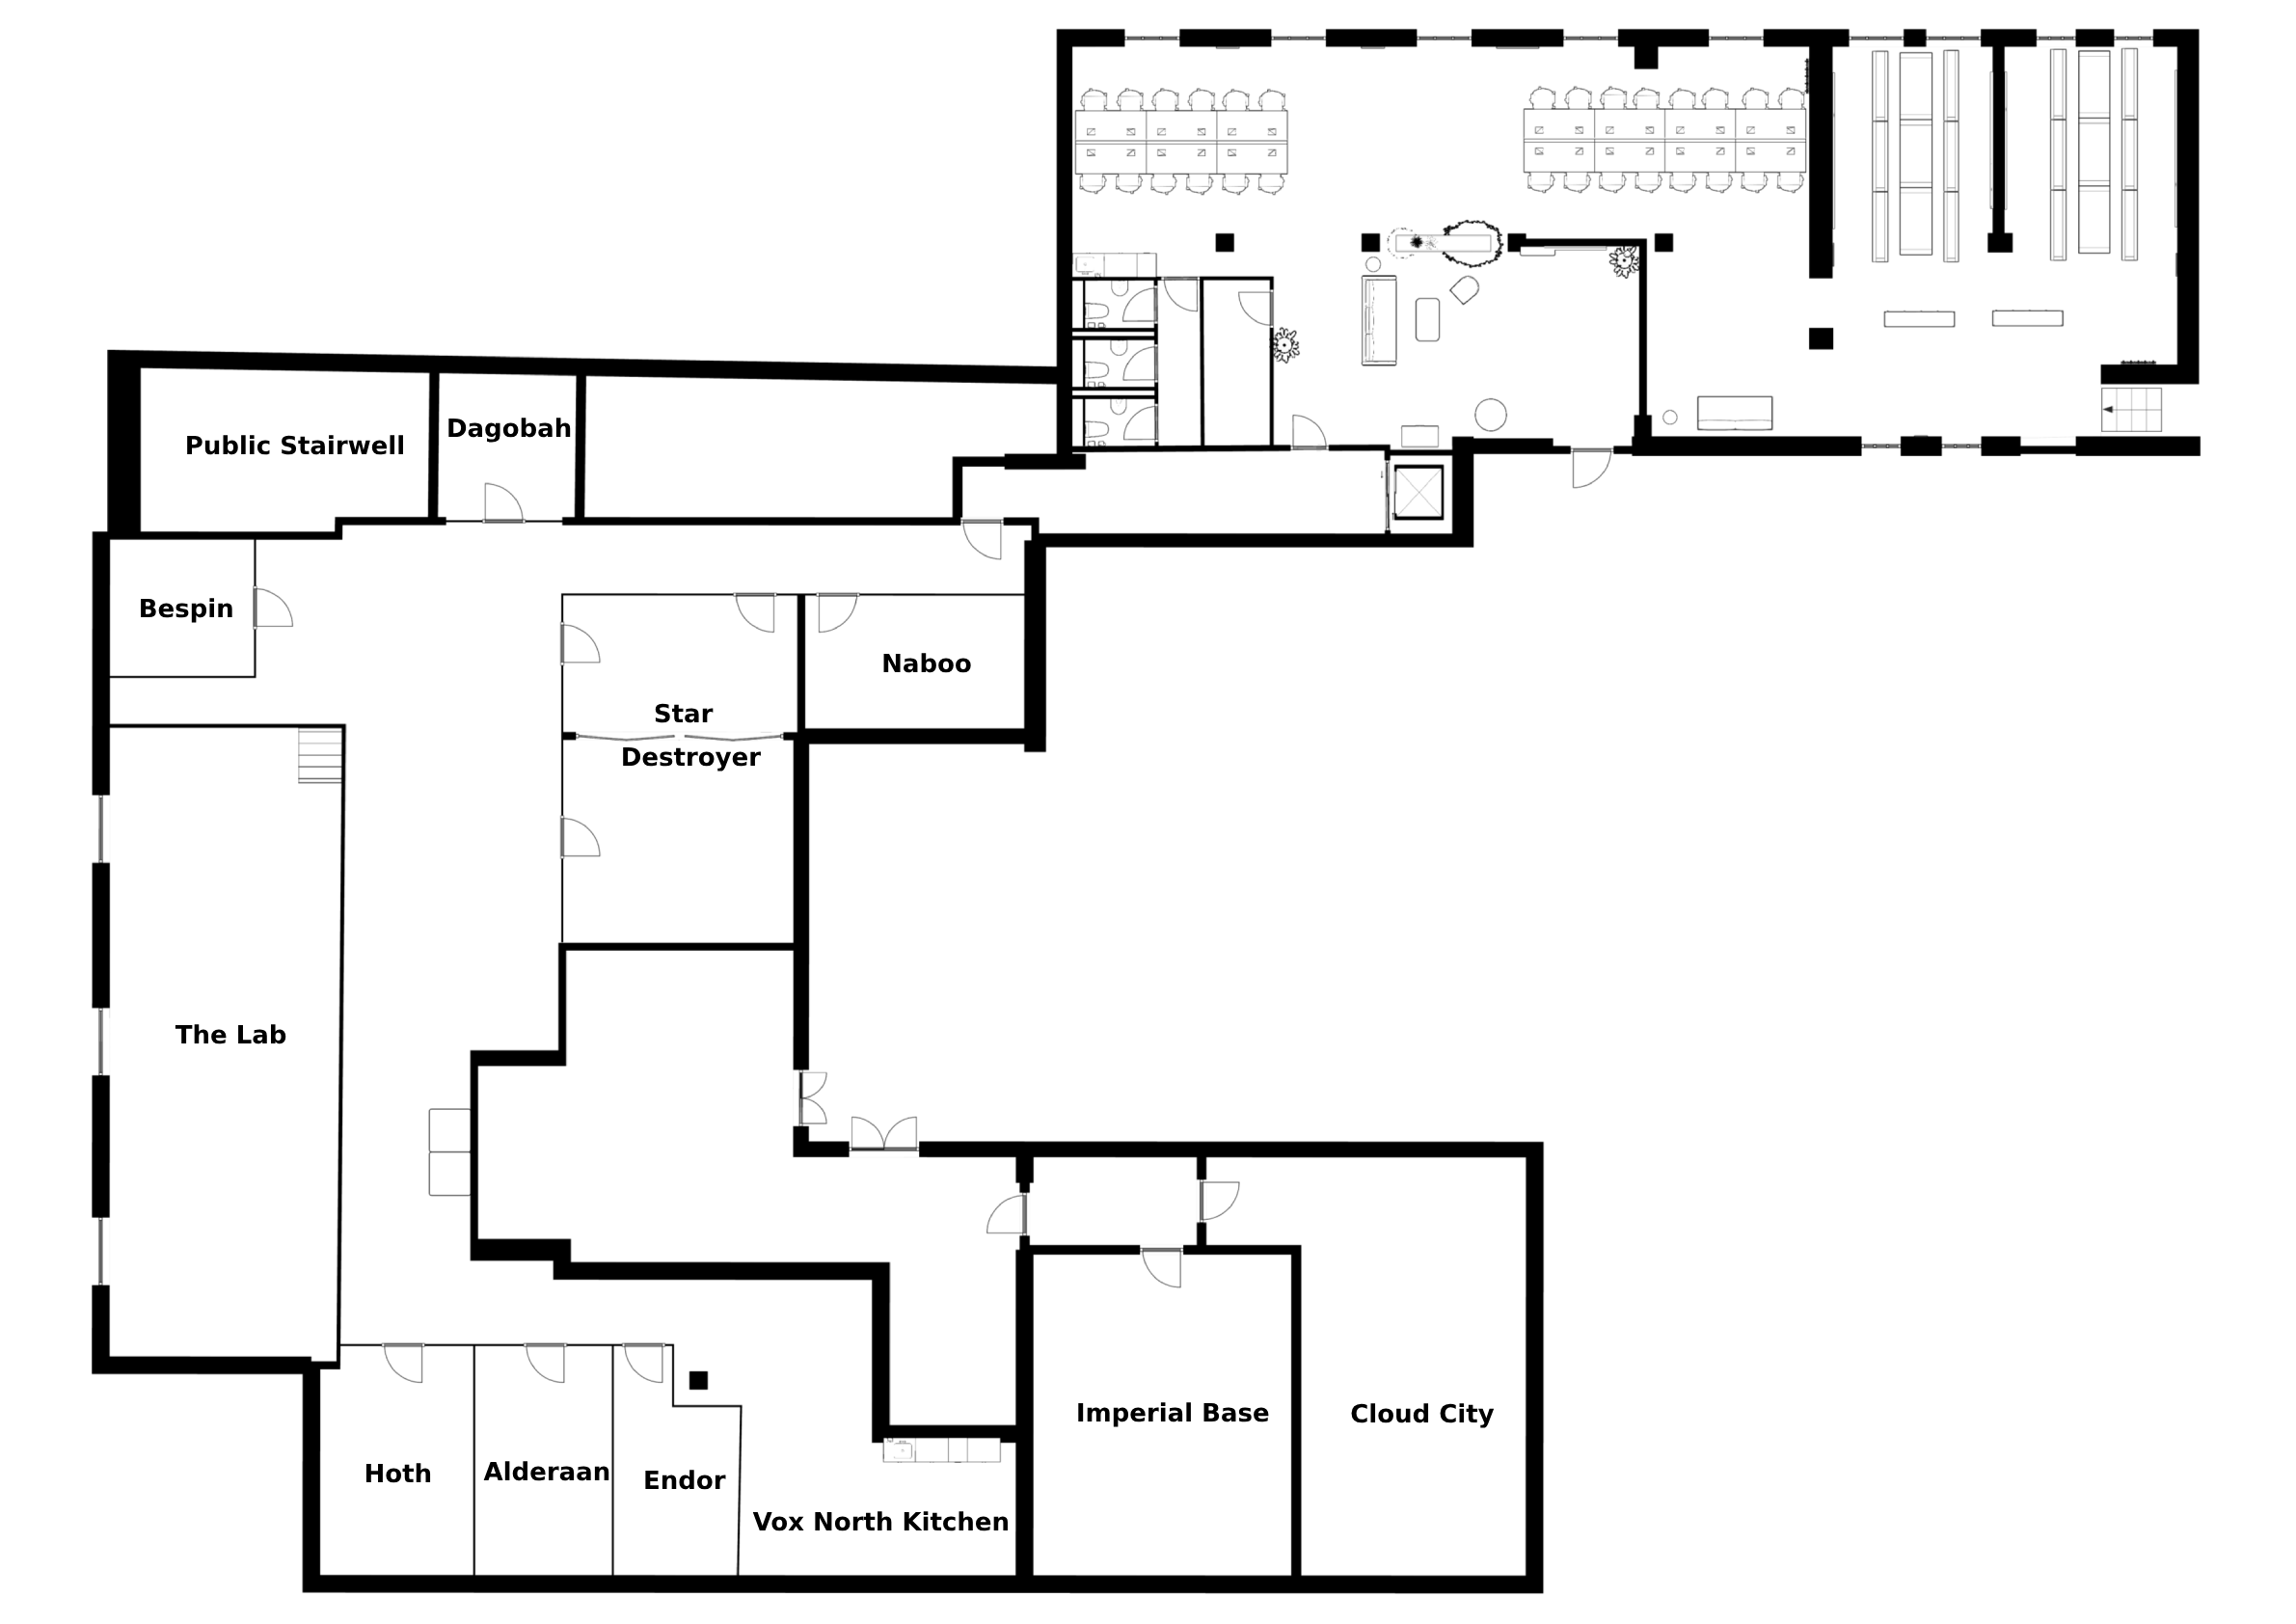 Public Stairwell
Dagobah
Bespin
Naboo
Star
Destroyer
The Lab
Imperial Base
Cloud City
Hoth
Alderaan
Endor
Vox North Kitchen